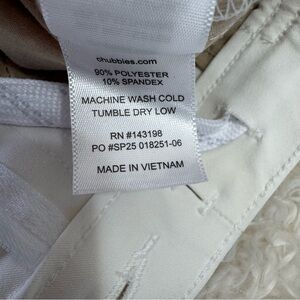 chubbies.com
90% POLYESTER
10% SPANDEX
MACHINE WASH COLD
TUMBLE DRY LOW
RN #143198
PO #SP25 018251-06
MADE IN VIETNAM